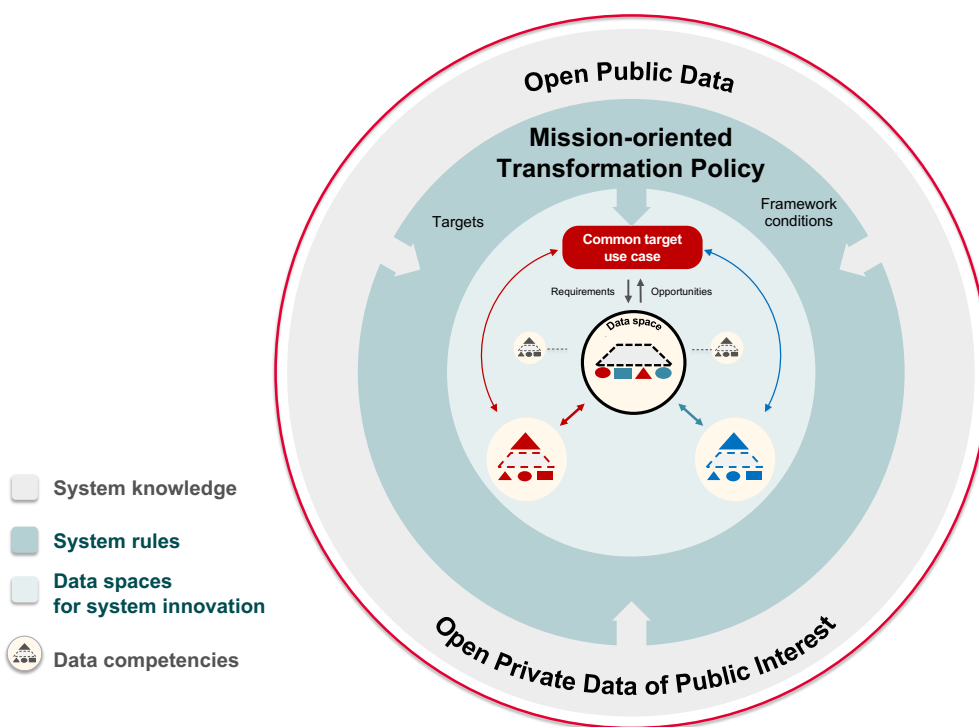 Open Public Data
Mission-oriented
Transformation Policy
Targets
Framework
conditions
Common target
use case
Requirements
Opportunities
Data space
System knowledge
System rules
Data spaces
for system innovation
Data competencies
Open Private Data of Public Interest